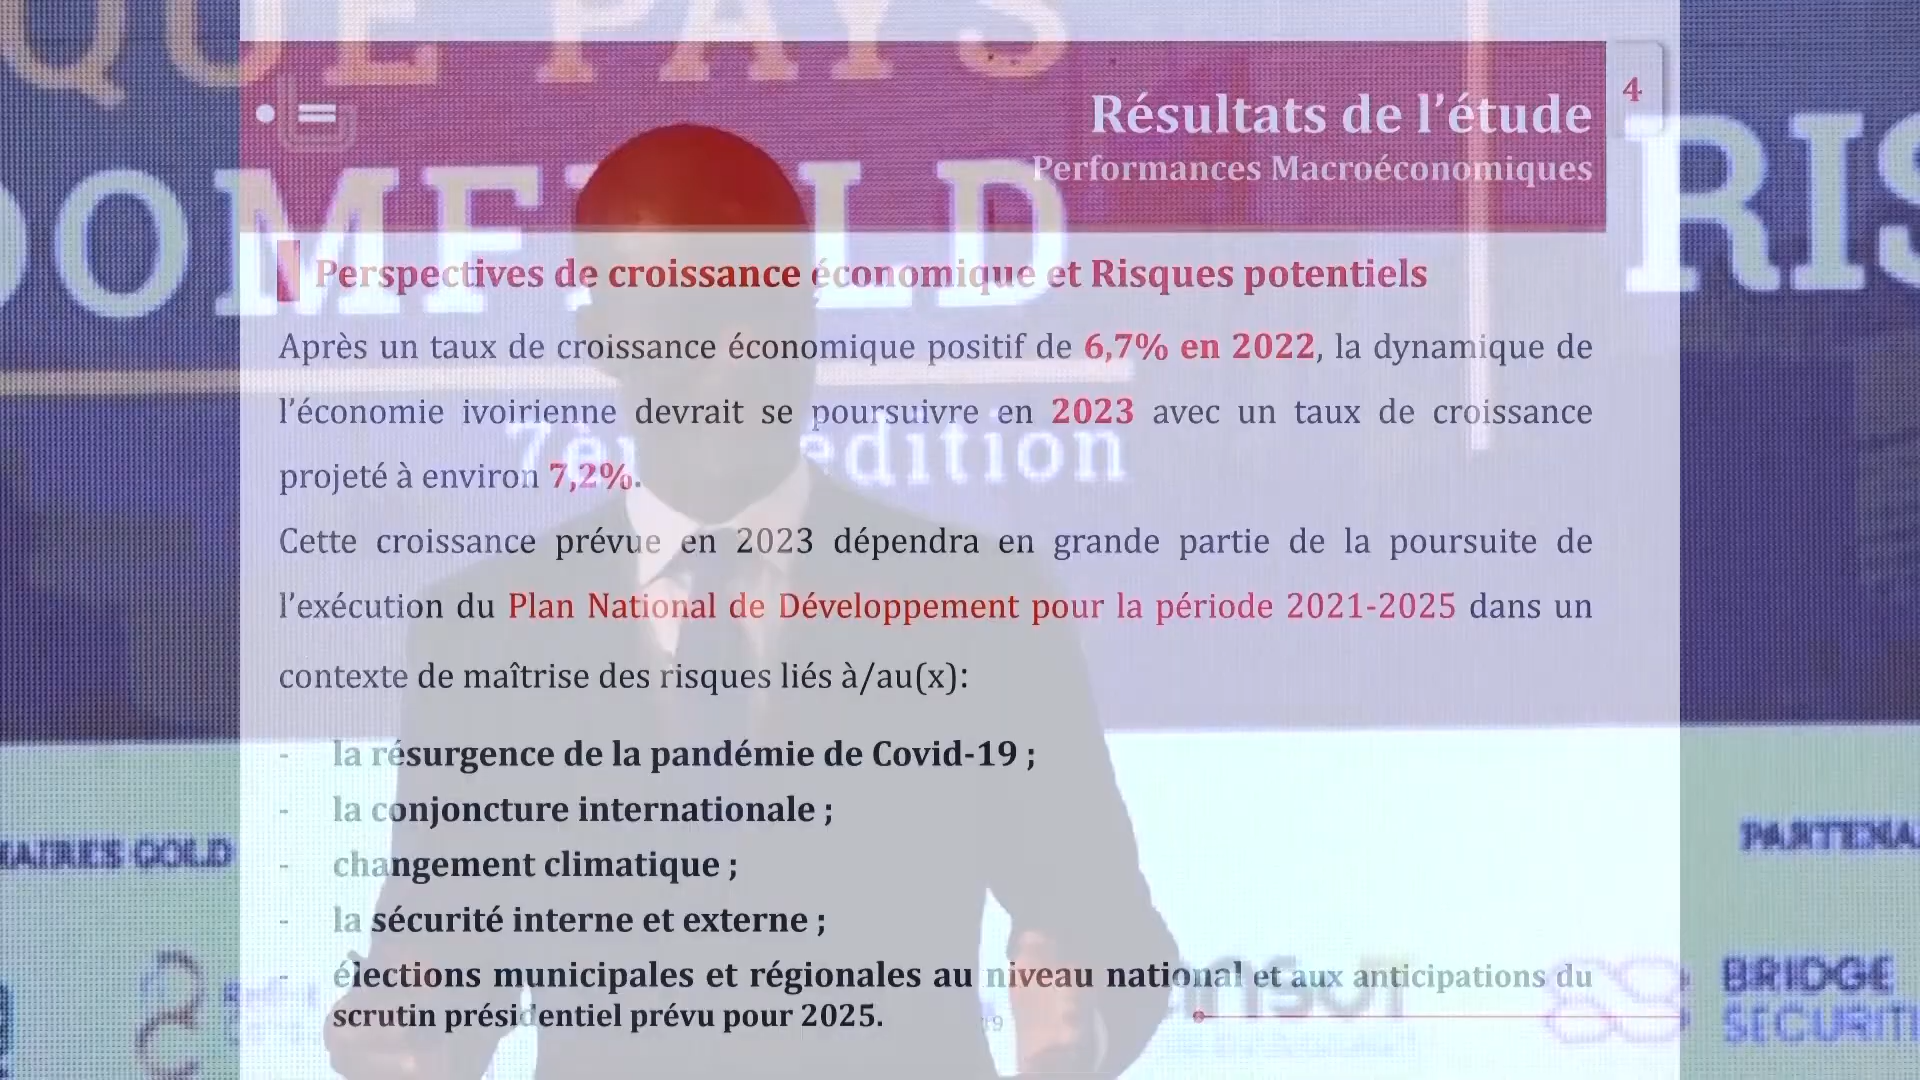 QUE PAYS
4
Résultats de l'étude
Performances Macroéconomiques
RIS
Perspectives de croissance économique et Risques potentiels
Après un taux de croissance économique positif de 6,7% en 2022, la dynamique de
l'économie ivoirienne devrait se poursuivre en 2023 avec un taux de croissance
édition
projeté à environ 7,2%.
Cette croissance prévue en 2023 dépendra en grande partie de la poursuite de
l'exécution du Plan National de Développement pour la période 2021-2025 dans un
contexte de maîtrise des risques liés à/au(x):
- la résurgence de la pandémie de Covid-19 ;
- la conjoncture internationale ;
- changement climatique ;
GOLD
- la sécurité interne et externe ;
- élections municipales et régionales au niveau national et aux anticipations du
scrutin présidentiel prévu pour 2025.
BRIDGE